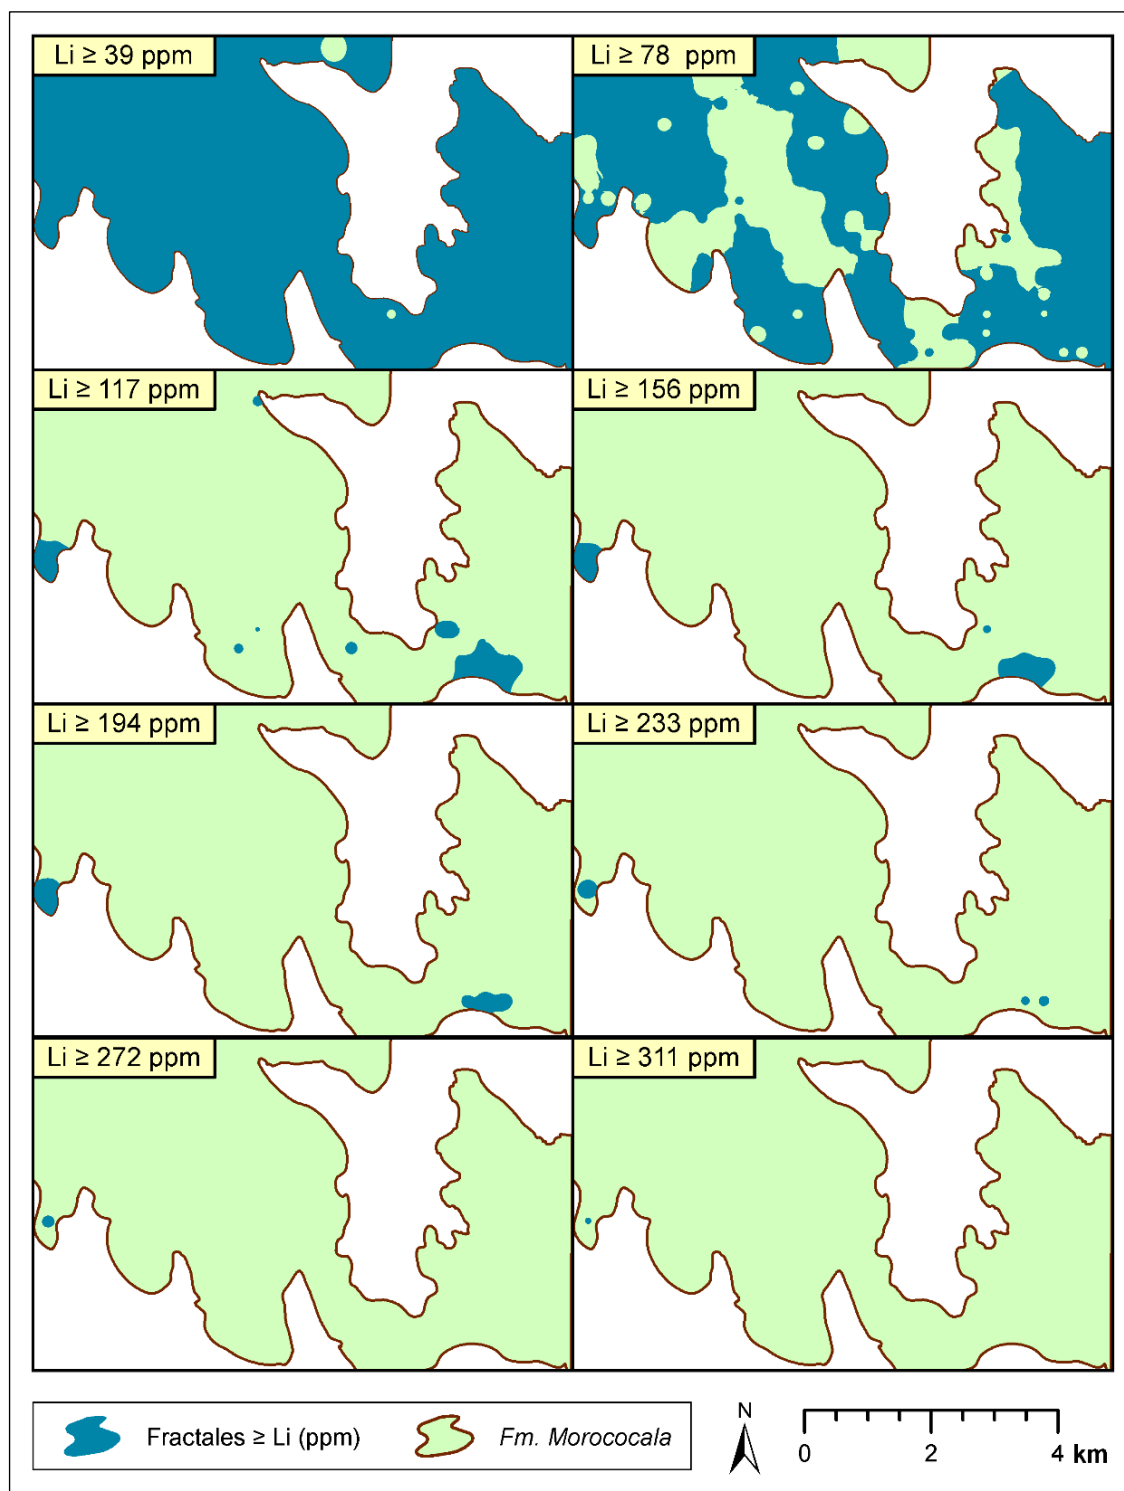 Li ≥ 39 ppm
Li ≥ 78 ppm
Li ≥ 117 ppm
Li ≥ 156 ppm
Li ≥ 194 ppm
Li ≥ 233 ppm
Li ≥ 272 ppm
Li ≥ 311 ppm
Fractales ≥ Li (ppm)
Fm. Morococala
N
0 2 4 km